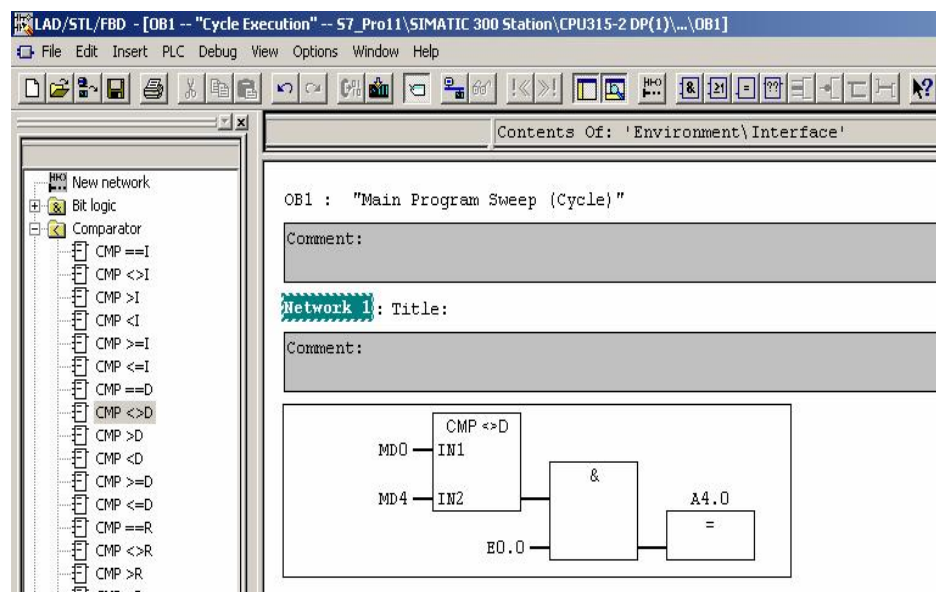 LAD/STL/FBD - [OB1 -- "Cycle Execution" -- S7_Pro11\SIMATIC 300 Station\CPU315-2 DP(1)\...\OB1]
File Edit Insert PLC Debug View Options Window Help
Contents Of: 'Environment\Interface'
New network
Bit logic
Comparator
CMP ==I
CMP <>I
CMP >I
CMP <I
CMP >=I
CMP <=I
CMP ==D
CMP <>D
CMP >D
CMP <D
CMP >=D
CMP <=D
CMP ==R
CMP <>R
CMP >R
OB1 : "Main Program Sweep (Cycle)"
Comment:
Network 1: Title:
Comment:
CMP <>D
MD0 IN1
&
MD4 IN2
A4.0
=
E0.0